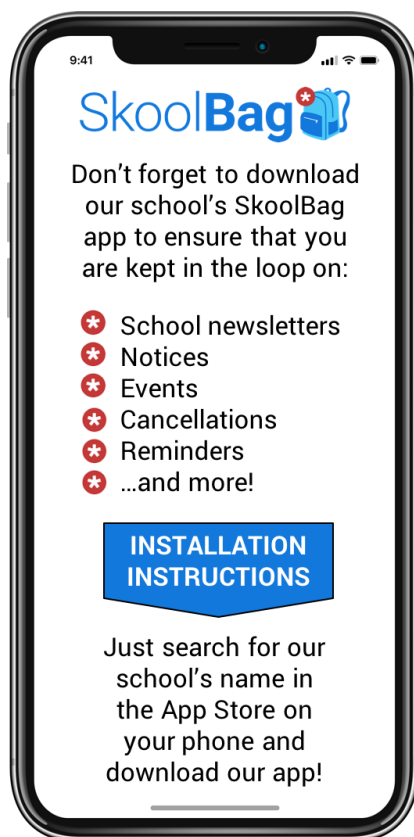 9:41
SkoolBag
Don’t forget to download
our school’s SkoolBag
app to ensure that you
are kept in the loop on:
School newsletters
Notices
Events
Cancellations
Reminders
…and more!
INSTALLATION
INSTRUCTIONS
Just search for our
school’s name in
the App Store on
your phone and
download our app!